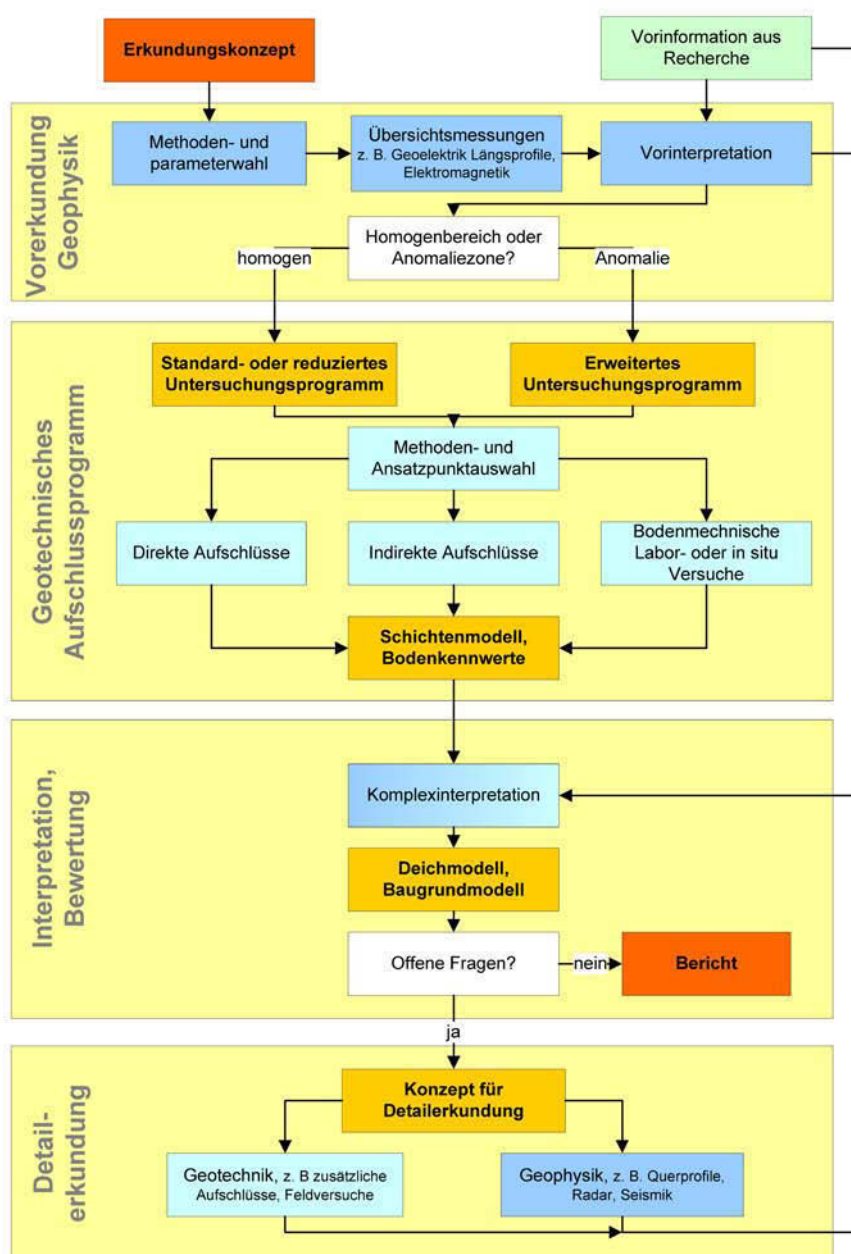 Erkundungskonzept
Vorinformation aus
Recherche
Vorerkundung
Geophysik
Methoden- und
parameterwahl
Übersichtsmessungen
z. B. Geoelektrik Längsprofile,
Elektromagnetik
Vorinterpretation
Homogenbereich oder
Anomaliezone?
homogen
Anomalie
Geotechnisches
Aufschlussprogramm
Standard- oder reduziertes
Untersuchungsprogramm
Erweitertes
Untersuchungsprogramm
Methoden- und
Ansatzpunktauswahl
Direkte Aufschlüsse
Indirekte Aufschlüsse
Bodenmechnische
Labor- oder in situ
Versuche
Schichtenmodell,
Bodenkennwerte
Interpretation,
Bewertung
Komplexinterpretation
Deichmodell,
Baugrundmodell
Offene Fragen?
nein
Bericht
ja
Detail-
erkundung
Konzept für
Detailerkundung
Geotechnik, z. B zusätzliche
Aufschlüsse, Feldversuche
Geophysik, z. B. Querprofile,
Radar, Seismik